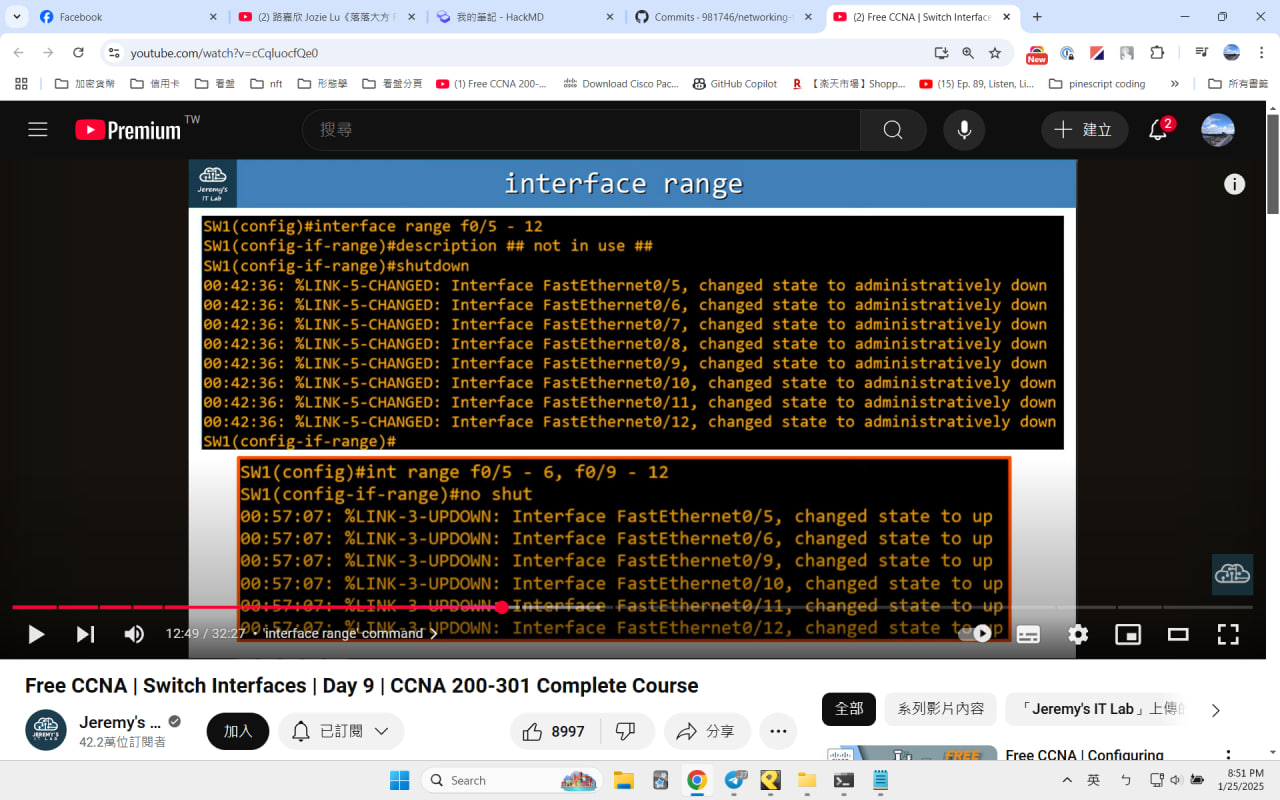 Facebook
(2) 路嘉欣 Jozie Lu《落落大方 F
我的筆記 - HackMD
Commits · 981746/networking-
(2) Free CCNA | Switch Interface
youtube.com/watch?v=cCqluocfQe0
New
加密貨幣
信用卡
看盤
nft
形態學
看盤分頁
(1) Free CCNA 200-...
Download Cisco Pac...
GitHub Copilot
【楽天市場】Shopp...
(15) Ep. 89, Listen, Li...
pinescript coding
所有書籤
Premium TW
搜尋
建立
2
Jeremy's
IT Lab
interface range
SW1(config)#interface range f0/5 - 12
SW1(config-if-range)#description ## not in use ##
SW1(config-if-range)#shutdown
00:42:36: %LINK-5-CHANGED: Interface FastEthernet0/5, changed state to administratively down
00:42:36: %LINK-5-CHANGED: Interface FastEthernet0/6, changed state to administratively down
00:42:36: %LINK-5-CHANGED: Interface FastEthernet0/7, changed state to administratively down
00:42:36: %LINK-5-CHANGED: Interface FastEthernet0/8, changed state to administratively down
00:42:36: %LINK-5-CHANGED: Interface FastEthernet0/9, changed state to administratively down
00:42:36: %LINK-5-CHANGED: Interface FastEthernet0/10, changed state to administratively down
00:42:36: %LINK-5-CHANGED: Interface FastEthernet0/11, changed state to administratively down
00:42:36: %LINK-5-CHANGED: Interface FastEthernet0/12, changed state to administratively down
SW1(config-if-range)#
SW1(config)#int range f0/5 - 6, f0/9 - 12
SW1(config-if-range)#no shut
00:57:07: %LINK-3-UPDOWN: Interface FastEthernet0/5, changed state to up
00:57:07: %LINK-3-UPDOWN: Interface FastEthernet0/6, changed state to up
00:57:07: %LINK-3-UPDOWN: Interface FastEthernet0/9, changed state to up
00:57:07: %LINK-3-UPDOWN: Interface FastEthernet0/10, changed state to up
00:57:07: %LINK-3-UPDOWN: Interface FastEthernet0/11, changed state to up
00:57:07: %LINK-3-UPDOWN: Interface FastEthernet0/12, changed state to up
12:49 / 32:27 • 'interface range' command
Free CCNA | Switch Interfaces | Day 9 | CCNA 200-301 Complete Course
Jeremy's ...
42.2萬位訂閱者
加入
已訂閱
8997
分享
全部
系列影片內容
「Jeremy's IT Lab」上傳的
FREE
Free CCNA | Configuring
Search
27
英
ㄅ
8:51 PM
1/25/2025